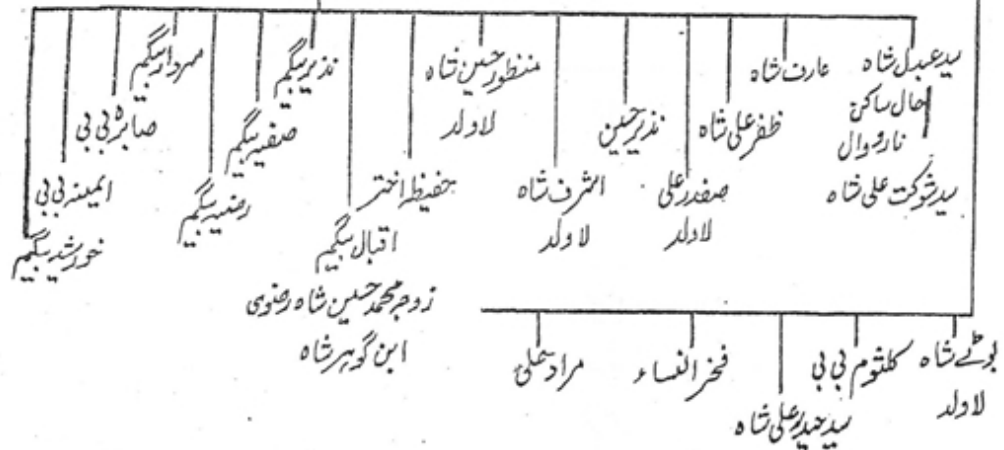 سید عبدل شاہ
حال ساکن
نارووال
سید شوکت علی شاہ
عارف شاہ
ظفر علی شاہ
صفدر علی
لاولد
نذیر حسین
اشرف شاہ
لاولد
منظور حسین شاہ
لاولد
حفیظ اختر
اقبال بیگم
زوجہ محمد حسین شاہ رضوی
ابن گوہر شاہ
نذیر بیگم
صفیہ بیگم
رضیہ بیگم
سردار بیگم
صابرہ بی بی
ایمینہ بی بی
خورشید بیگم
بوٹے شاہ
لاولد
کلثوم بی بی
سید حیدر علی شاہ
فخر النساء
مراد علی